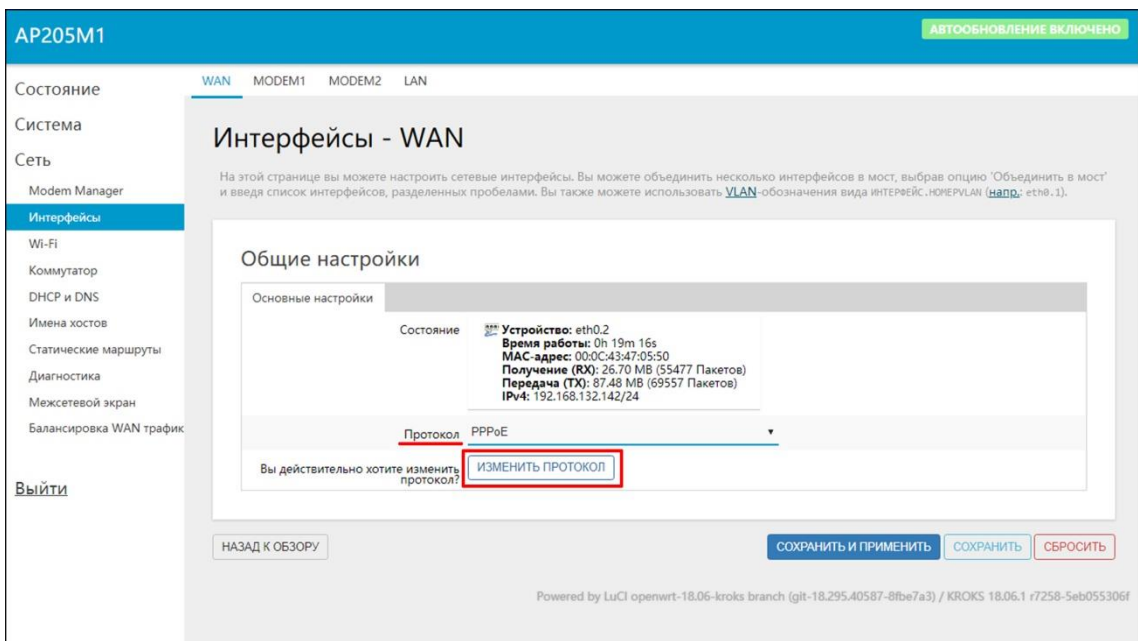 AP205M1
АВТООБНОВЛЕНИЕ ВКЛЮЧЕНО
Состояние
Система
Сеть
Modem Manager
Интерфейсы
Wi-Fi
Коммутатор
DHCP и DNS
Имена хостов
Статические маршруты
Диагностика
Межсетевой экран
Балансировка WAN трафик
Выйти
WAN MODEM1 MODEM2 LAN
Интерфейсы - WAN
На этой странице вы можете настроить сетевые интерфейсы. Вы можете объединить несколько интерфейсов в мост, выбрав опцию 'Объединить в мост'
и введя список интерфейсов, разделенных пробелами. Вы также можете использовать VLAN-обозначения вида ИНТЕРФЕЙС.НОМЕРVLAN (напр.: eth0.1).
Общие настройки
Основные настройки
Состояние
Устройство: eth0.2
Время работы: 0h 19m 16s
MAC-адрес: 00:0C:43:47:05:50
Получение (RX): 26.70 MB (55477 Пакетов)
Передача (TX): 87.48 MB (69557 Пакетов)
IPv4: 192.168.132.142/24
Протокол PPPoE
Вы действительно хотите изменить
протокол?
ИЗМЕНИТЬ ПРОТОКОЛ
НАЗАД К ОБЗОРУ
СОХРАНИТЬ И ПРИМЕНИТЬ СОХРАНИТЬ СБРОСИТЬ
Powered by LuCI openwrt-18.06-kroks branch (git-18.295.40587-8fbe7a3) / KROKS 18.06.1 r7258-5eb055306f